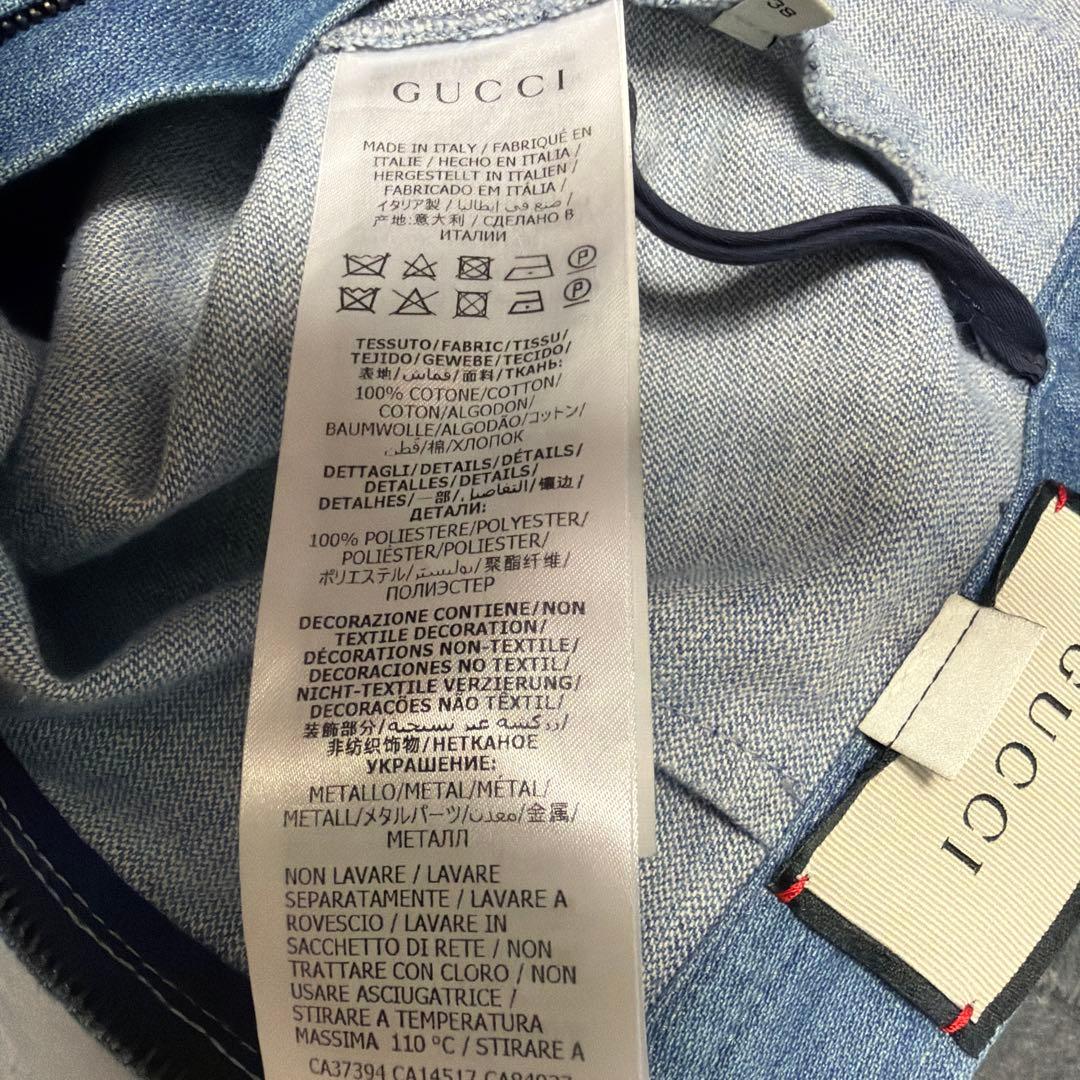 38
GUCCI
MADE IN ITALY / FABRIQUÉ EN
ITALIE / HECHO EN ITALIA /
HERGESTELLT IN ITALIEN /
FABRICADO EM ITÁLIA /
イタリア製 / صنع في ايطاليا /
产地:意大利 / СДЕЛАНО В
ИТАЛИИ
P
P
TESSUTO/FABRIC/TISSU/
TEJIDO/GEWEBE/TECIDO/
表地/قماش/面料/ТКАНЬ:
100% COTONE/COTTON/
COTON/ALGODON/
BAUMWOLLE/ALGODÃO/コットン/
قطن/棉/ХЛОПОК
DETTAGLI/DETAILS/DÉTAILS/
DETALLES/DETAILS/
DETALHES/一部/التفاصيل/镶边/
ДЕТАЛИ:
100% POLIESTERE/POLYESTER/
POLIÉSTER/POLIESTER/
ポリエステル/بوليستر/聚酯纤维/
ПОЛИЭСТЕР
DECORAZIONE CONTIENE/NON
TEXTILE DECORATION/
DÉCORATIONS NON-TEXTILE/
DECORACIONES NO TEXTIL/
NICHT-TEXTILE VERZIERUNG/
DECORACÕES NÃO TÊXTIL/
装飾部分/غير نسيجية/
非纺织饰物/НЕТКАНОЕ
УКРАШЕНИЕ:
METALLO/METAL/MÉTAL/
METALL/メタルパーツ/معدن/金属/
МЕТАЛЛ
NON LAVARE / LAVARE
SEPARATAMENTE / LAVARE A
ROVESCIO / LAVARE IN
SACCHETTO DI RETE / NON
TRATTARE CON CLORO / NON
USARE ASCIUGATRICE /
STIRARE A TEMPERATURA
MASSIMA 110 °C / STIRARE A
CA37394 CA14517
GUCCI